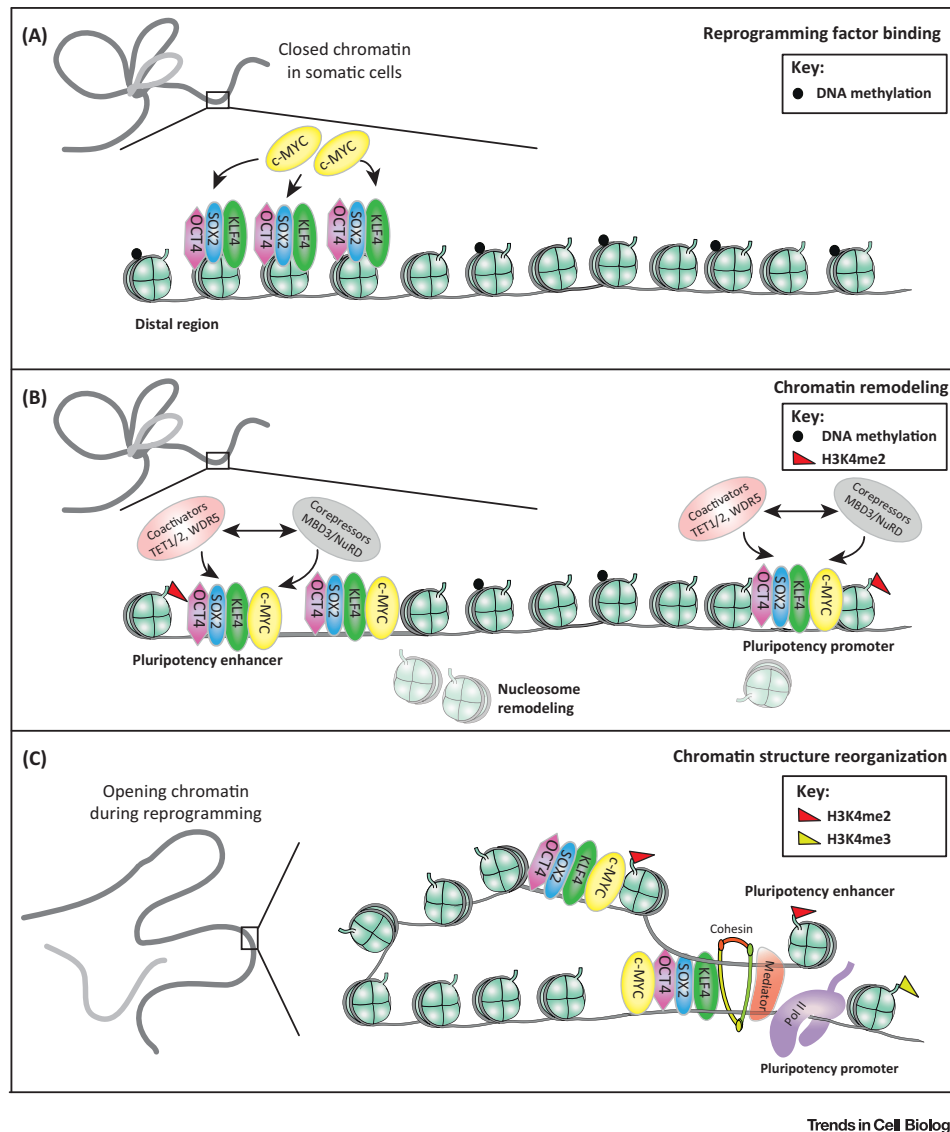 (A)
Reprogramming factor binding
Closed chromatin
in somatic cells
Key:
DNA methylation
c-MYC
c-MYC
OCT4
SOX2
KLF4
OCT4
SOX2
KLF4
OCT4
SOX2
KLF4
Distal region
(B)
Chromatin remodeling
Key:
DNA methylation
H3K4me2
Coactivators
TET1/2, WDR5
Corepressors
MBD3/NuRD
Coactivators
TET1/2, WDR5
Corepressors
MBD3/NuRD
OCT4
SOX2
KLF4
c-MYC
OCT4
SOX2
KLF4
c-MYC
OCT4
SOX2
KLF4
c-MYC
Pluripotency enhancer
Pluripotency promoter
Nucleosome
remodeling
(C)
Chromatin structure reorganization
Opening chromatin
during reprogramming
Key:
H3K4me2
H3K4me3
OCT4
SOX2
KLF4
c-MYC
Pluripotency enhancer
Cohesin
c-MYC
OCT4
SOX2
KLF4
Mediator
Pol II
Pluripotency promoter
Trends in Cell Biolog